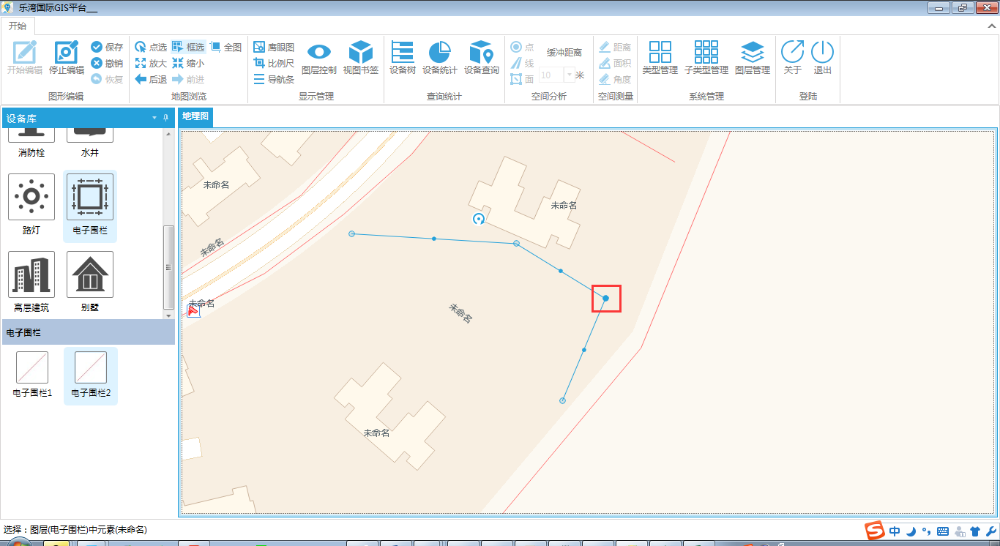 乐湾国际GIS平台___
开始
开始编辑 停止编辑 保存 撤销 恢复
图形编辑
点选 框选 全图
放大 缩小
后退 前进
地图浏览
鹰眼图
比例尺
导航条
图层控制 视图书签
显示管理
设备树 设备统计 设备查询
查询统计
点
线
面
缓冲距离
10 米
空间分析
距离
面积
角度
空间测量
类型管理 子类型管理 图层管理
系统管理
关于 退出
登陆
设备库
地理图
消防栓 水井
路灯 电子围栏
高层建筑 别墅
电子围栏
电子围栏1 电子围栏2
未命名
未命名
未命名
未命名
未命名
未命名
选择：图层(电子围栏)中元素(未命名)
S 中